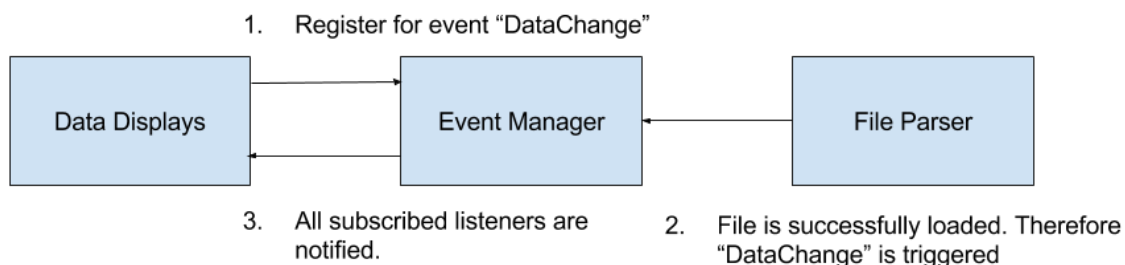 1. Register for event “DataChange”
Data Displays
Event Manager
File Parser
3. All subscribed listeners are
notified.
2. File is successfully loaded. Therefore
“DataChange” is triggered